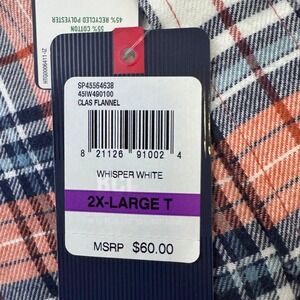 55% COTTON
45% RECYCLED POLYESTER
SP45564638
45IW490100
CLAS FLANNEL
8 21126 91002 4
WHISPER WHITE
2X-LARGE T
MSRP $60.00